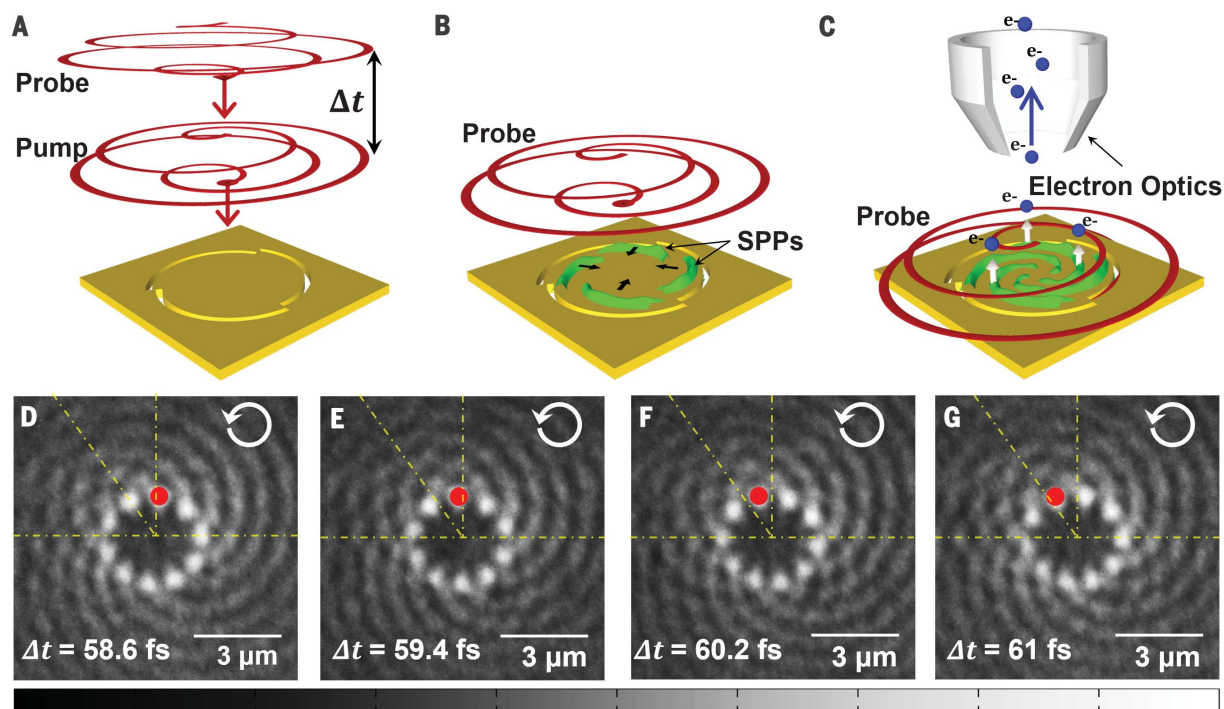 A
Probe
Δt
Pump
B
Probe
SPPs
C
e-
e-
e-
e-
Electron Optics
e-
Probe
e-
e-
D
Δt = 58.6 fs
3 μm
E
Δt = 59.4 fs
3 μm
F
Δt = 60.2 fs
3 μm
G
Δt = 61 fs
3 μm